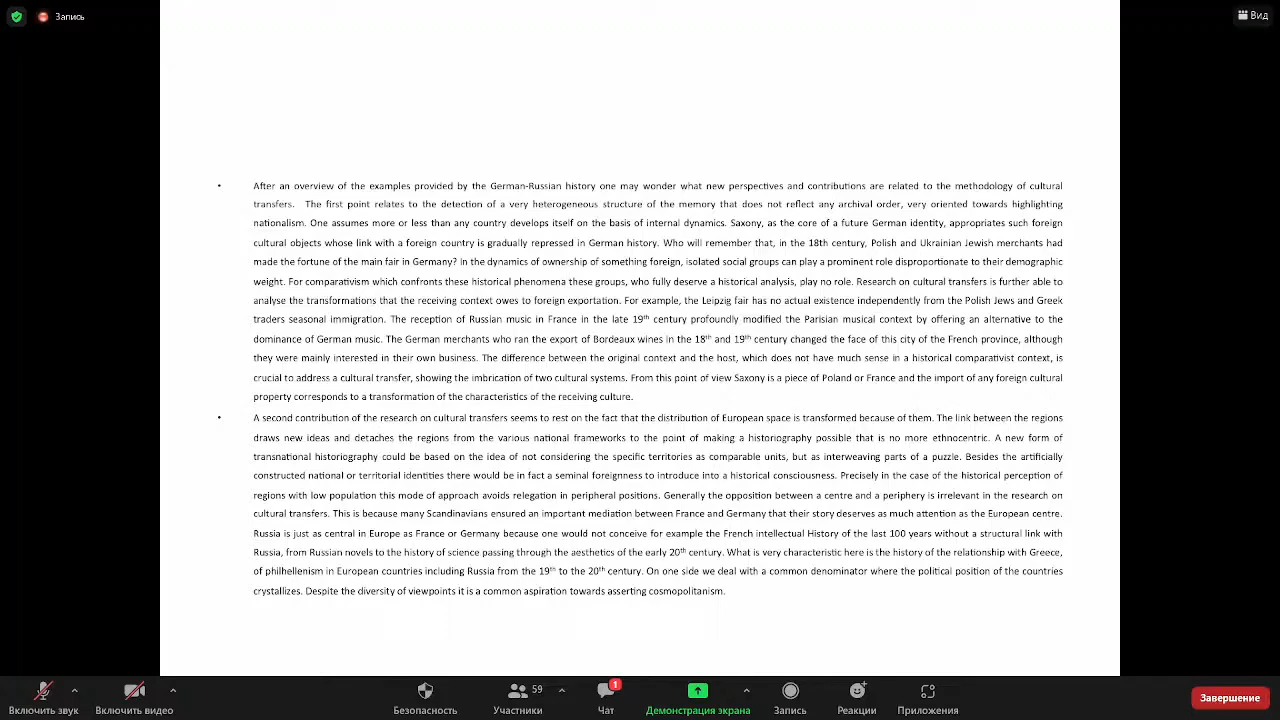 Запись
Вид
• After an overview of the examples provided by the German-Russian history one may wonder what new perspectives and contributions are related to the methodology of cultural
transfers. The first point relates to the detection of a very heterogeneous structure of the memory that does not reflect any archival order, very oriented towards highlighting
nationalism. One assumes more or less than any country develops itself on the basis of internal dynamics. Saxony, as the core of a future German identity, appropriates such foreign
cultural objects whose link with a foreign country is gradually repressed in German history. Who will remember that, in the 18th century, Polish and Ukrainian Jewish merchants had
made the fortune of the main fair in Germany? In the dynamics of ownership of something foreign, isolated social groups can play a prominent role disproportionate to their demographic
weight. For comparativism which confronts these historical phenomena these groups, who fully deserve a historical analysis, play no role. Research on cultural transfers is further able to
analyse the transformations that the receiving context owes to foreign exportation. For example, the Leipzig fair has no actual existence independently from the Polish Jews and Greek
traders seasonal immigration. The reception of Russian music in France in the late 19th century profoundly modified the Parisian musical context by offering an alternative to the
dominance of German music. The German merchants who ran the export of Bordeaux wines in the 18th and 19th century changed the face of this city of the French province, although
they were mainly interested in their own business. The difference between the original context and the host, which does not have much sense in a historical comparativist context, is
crucial to address a cultural transfer, showing the imbrication of two cultural systems. From this point of view Saxony is a piece of Poland or France and the import of any foreign cultural
property corresponds to a transformation of the characteristics of the receiving culture.
• A second contribution of the research on cultural transfers seems to rest on the fact that the distribution of European space is transformed because of them. The link between the regions
draws new ideas and detaches the regions from the various national frameworks to the point of making a historiography possible that is no more ethnocentric. A new form of
transnational historiography could be based on the idea of not considering the specific territories as comparable units, but as interweaving parts of a puzzle. Besides the artificially
constructed national or territorial identities there would be in fact a seminal foreignness to introduce into a historical consciousness. Precisely in the case of the historical perception of
regions with low population this mode of approach avoids relegation in peripheral positions. Generally the opposition between a centre and a periphery is irrelevant in the research on
cultural transfers. This is because many Scandinavians ensured an important mediation between France and Germany that their story deserves as much attention as the European centre.
Russia is just as central in Europe as France or Germany because one would not conceive for example the French intellectual History of the last 100 years without a structural link with
Russia, from Russian novels to the history of science passing through the aesthetics of the early 20th century. What is very characteristic here is the history of the relationship with Greece,
of philhellenism in European countries including Russia from the 19th to the 20th century. On one side we deal with a common denominator where the political position of the countries
crystallizes. Despite the diversity of viewpoints it is a common aspiration towards asserting cosmopolitanism.
59
1
Включить звук Включить видео Безопасность Участники Чат Демонстрация экрана Запись Реакции Приложения Завершение